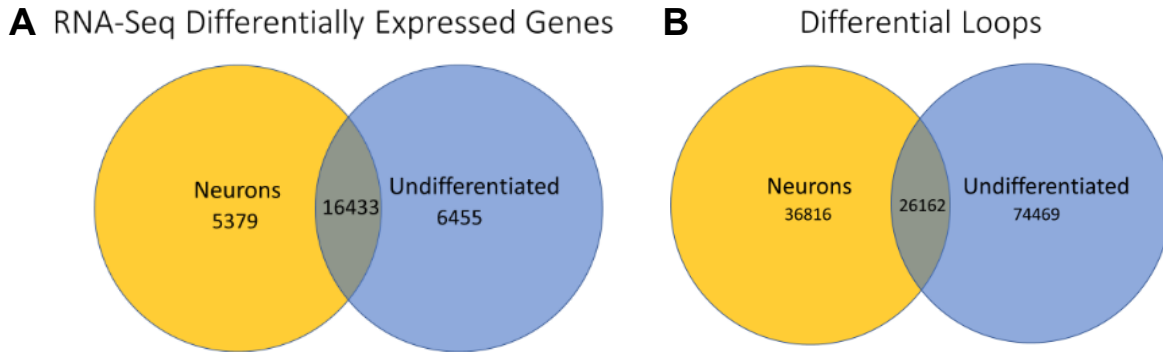 A RNA-Seq Differentially Expressed Genes
Neurons
5379
16433
Undifferentiated
6455
B Differential Loops
Neurons
36816
26162
Undifferentiated
74469